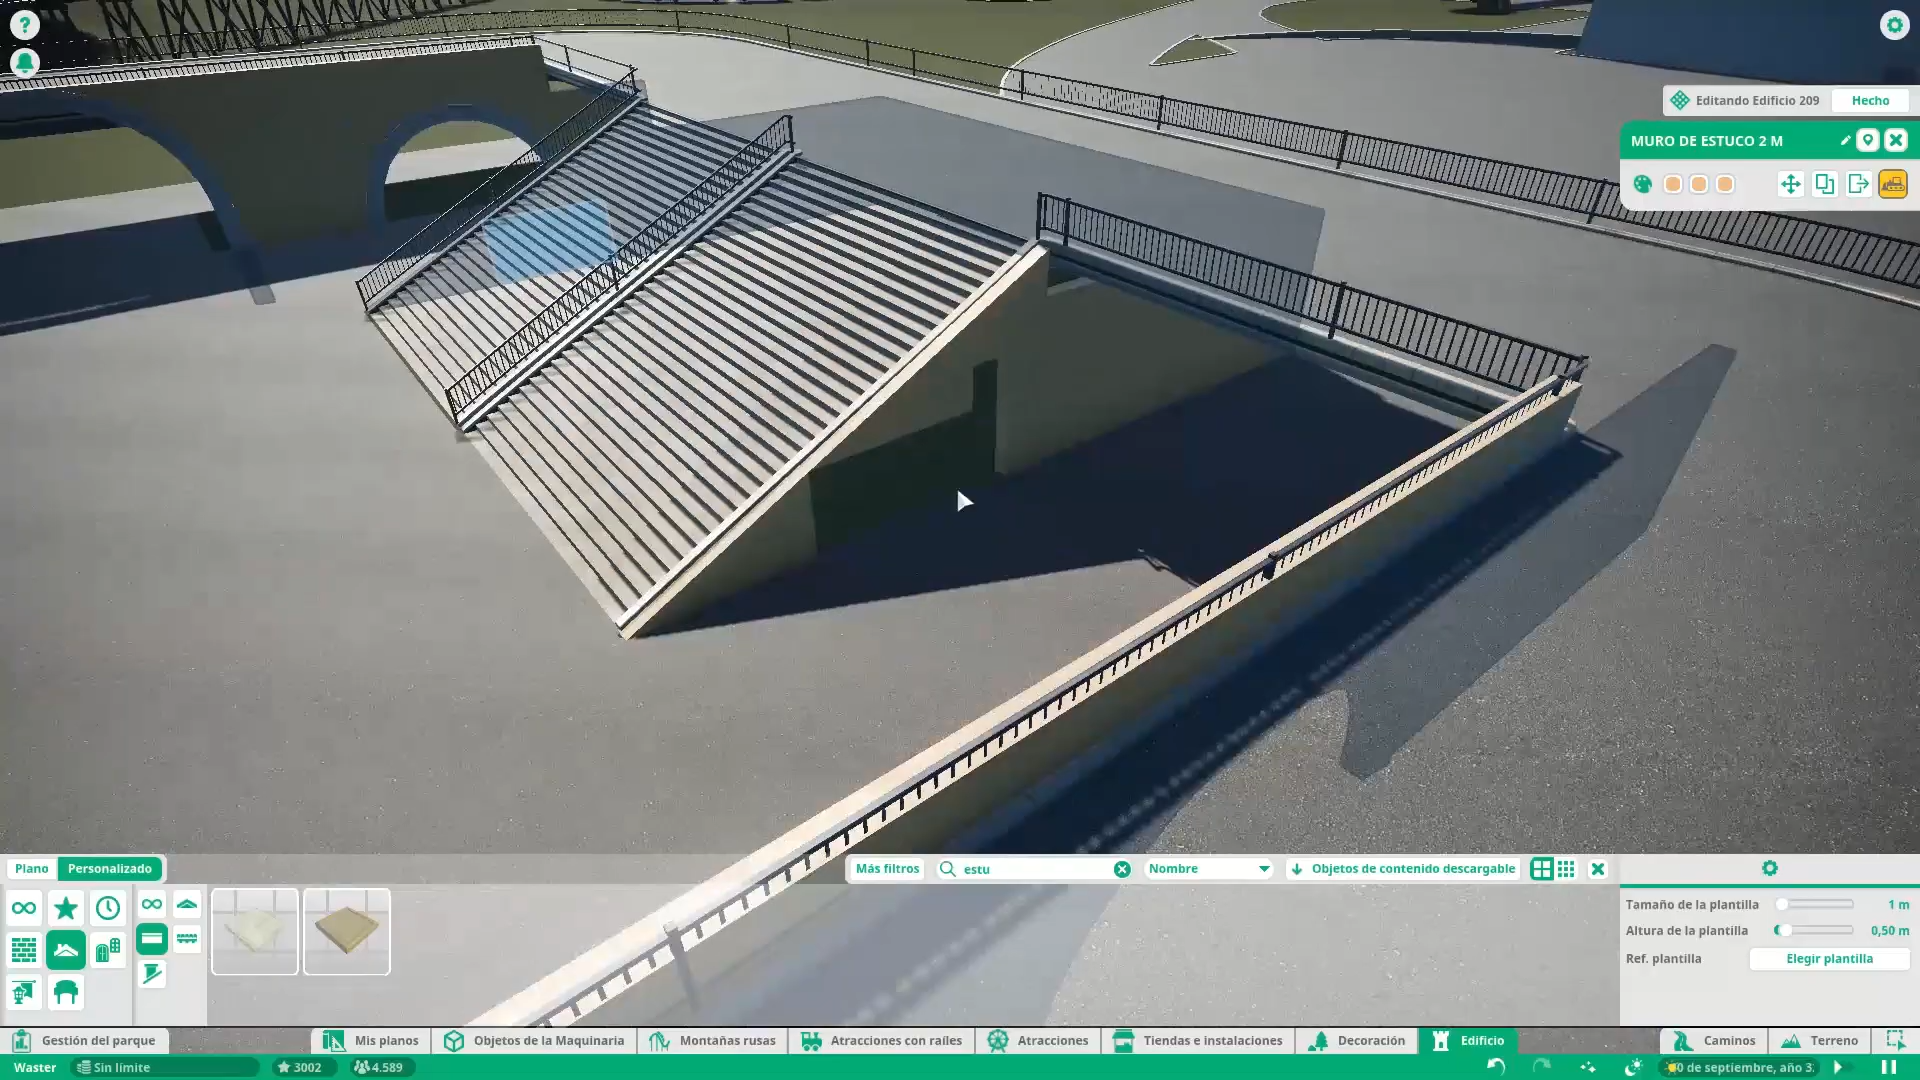 Editando Edificio 209
Hecho
MURO DE ESTUCO 2 M
Plano
Personalizado
Más filtros
estu
Nombre
Objetos de contenido descargable
Tamaño de la plantilla
1 m
Altura de la plantilla
0,50 m
Ref. plantilla
Elegir plantilla
Gestión del parque
Mis planos
Objetos de la Maquinaria
Montañas rusas
Atracciones con raíles
Atracciones
Tiendas e instalaciones
Decoración
Edificio
Caminos
Terreno
Waster
Sin límite
3002
4.589
0 de septiembre, año 3